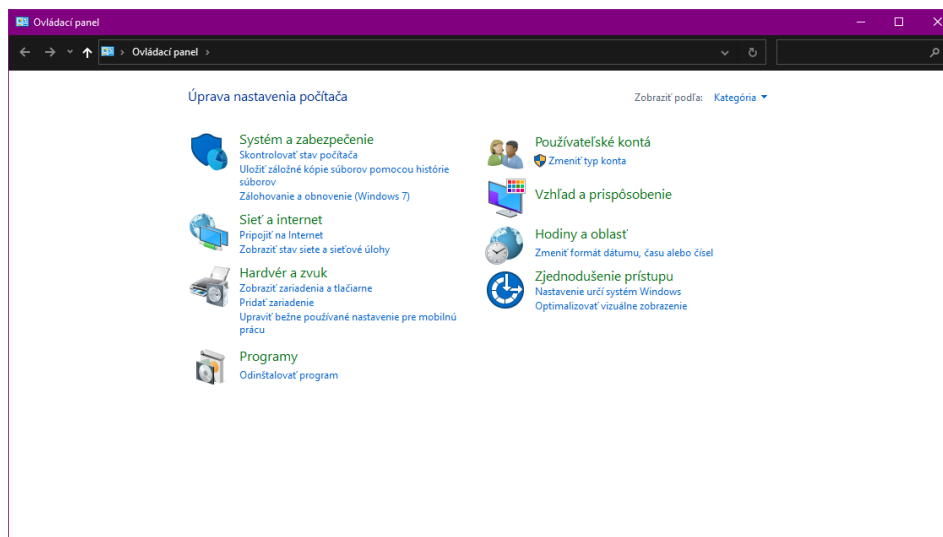 Ovládací panel
Ovládací panel
Úprava nastavenia počítača
Zobraziť podľa: Kategória
Systém a zabezpečenie
Skontrolovať stav počítača
Uložiť záložné kópie súborov pomocou histórie
súborov
Zálohovanie a obnovenie (Windows 7)
Sieť a internet
Pripojiť na Internet
Zobraziť stav siete a sieťové úlohy
Hardvér a zvuk
Zobraziť zariadenia a tlačiarne
Pridať zariadenie
Upraviť bežne používané nastavenie pre mobilnú
prácu
Programy
Odinštalovať program
Používateľské kontá
Zmeniť typ konta
Vzhľad a prispôsobenie
Hodiny a oblasť
Zmeniť formát dátumu, času alebo čísel
Zjednodušenie prístupu
Nastavenie určí systém Windows
Optimalizovať vizuálne zobrazenie